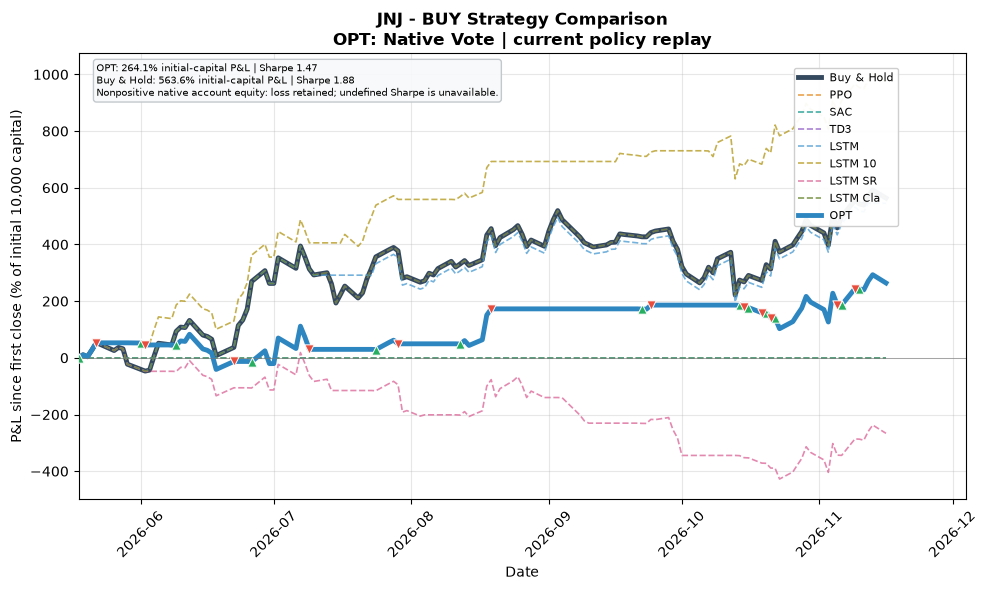 JNJ - BUY Strategy Comparison
OPT: Native Vote | current policy replay
OPT: 264.1% initial-capital P&L | Sharpe 1.47
Buy & Hold: 563.6% initial-capital P&L | Sharpe 1.88
Nonpositive native account equity: loss retained; undefined Sharpe is unavailable.
Buy & Hold
PPO
SAC
TD3
LSTM
LSTM 10
LSTM SR
LSTM Cla
OPT
P&L since first close (% of initial 10,000 capital)
1000
800
600
400
200
0
−200
−400
2026-06
2026-07
2026-08
2026-09
2026-10
2026-11
2026-12
Date